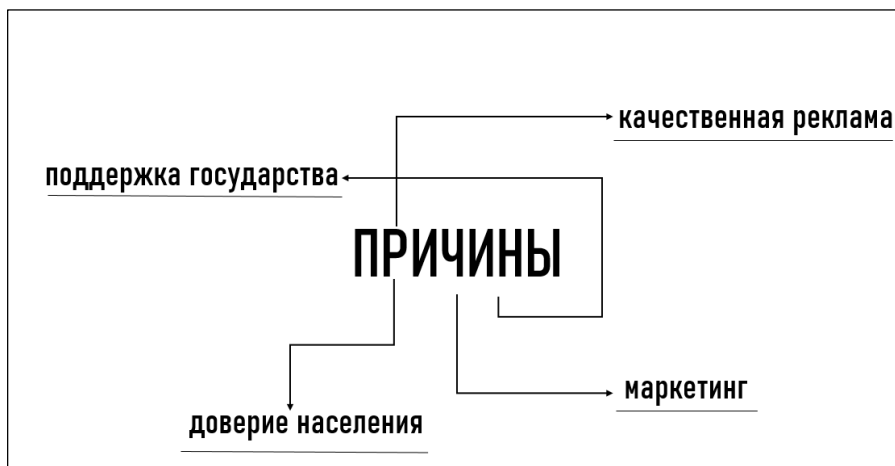 качественная реклама
поддержка государства
ПРИЧИНЫ
маркетинг
доверие населения